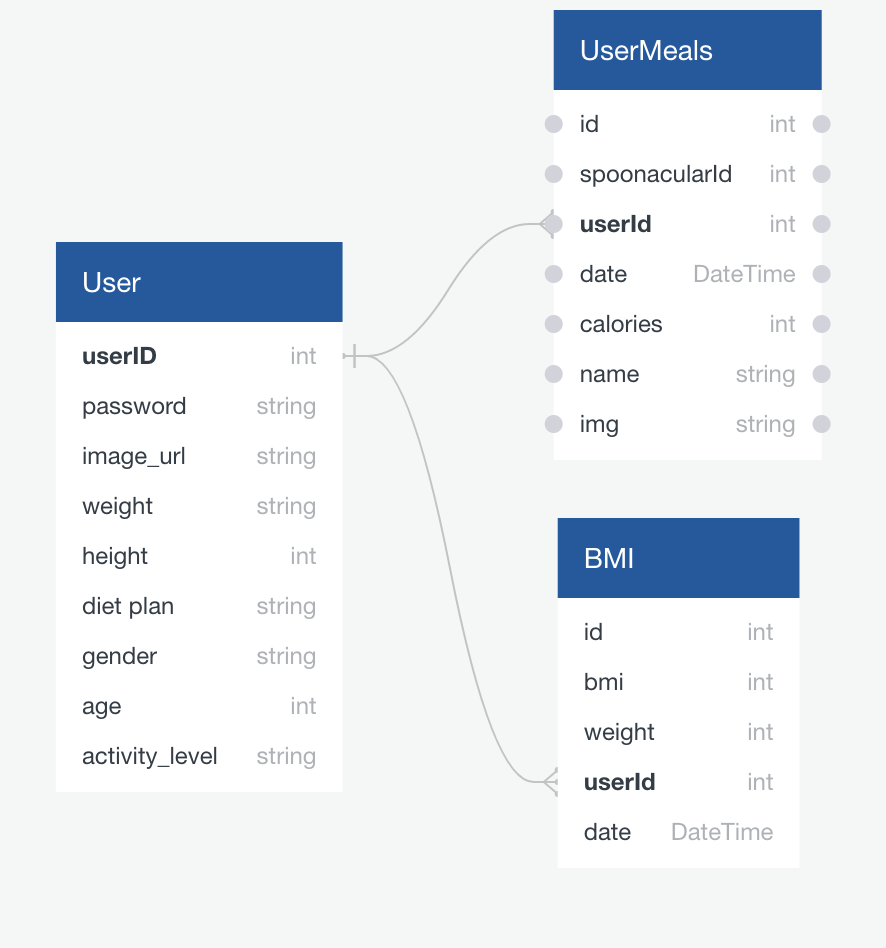 User
userID int
password string
image_url string
weight string
height int
diet plan string
gender string
age int
activity_level string
UserMeals
id int
spoonacularId int
userId int
date DateTime
calories int
name string
img string
BMI
id int
bmi int
weight int
userId int
date DateTime